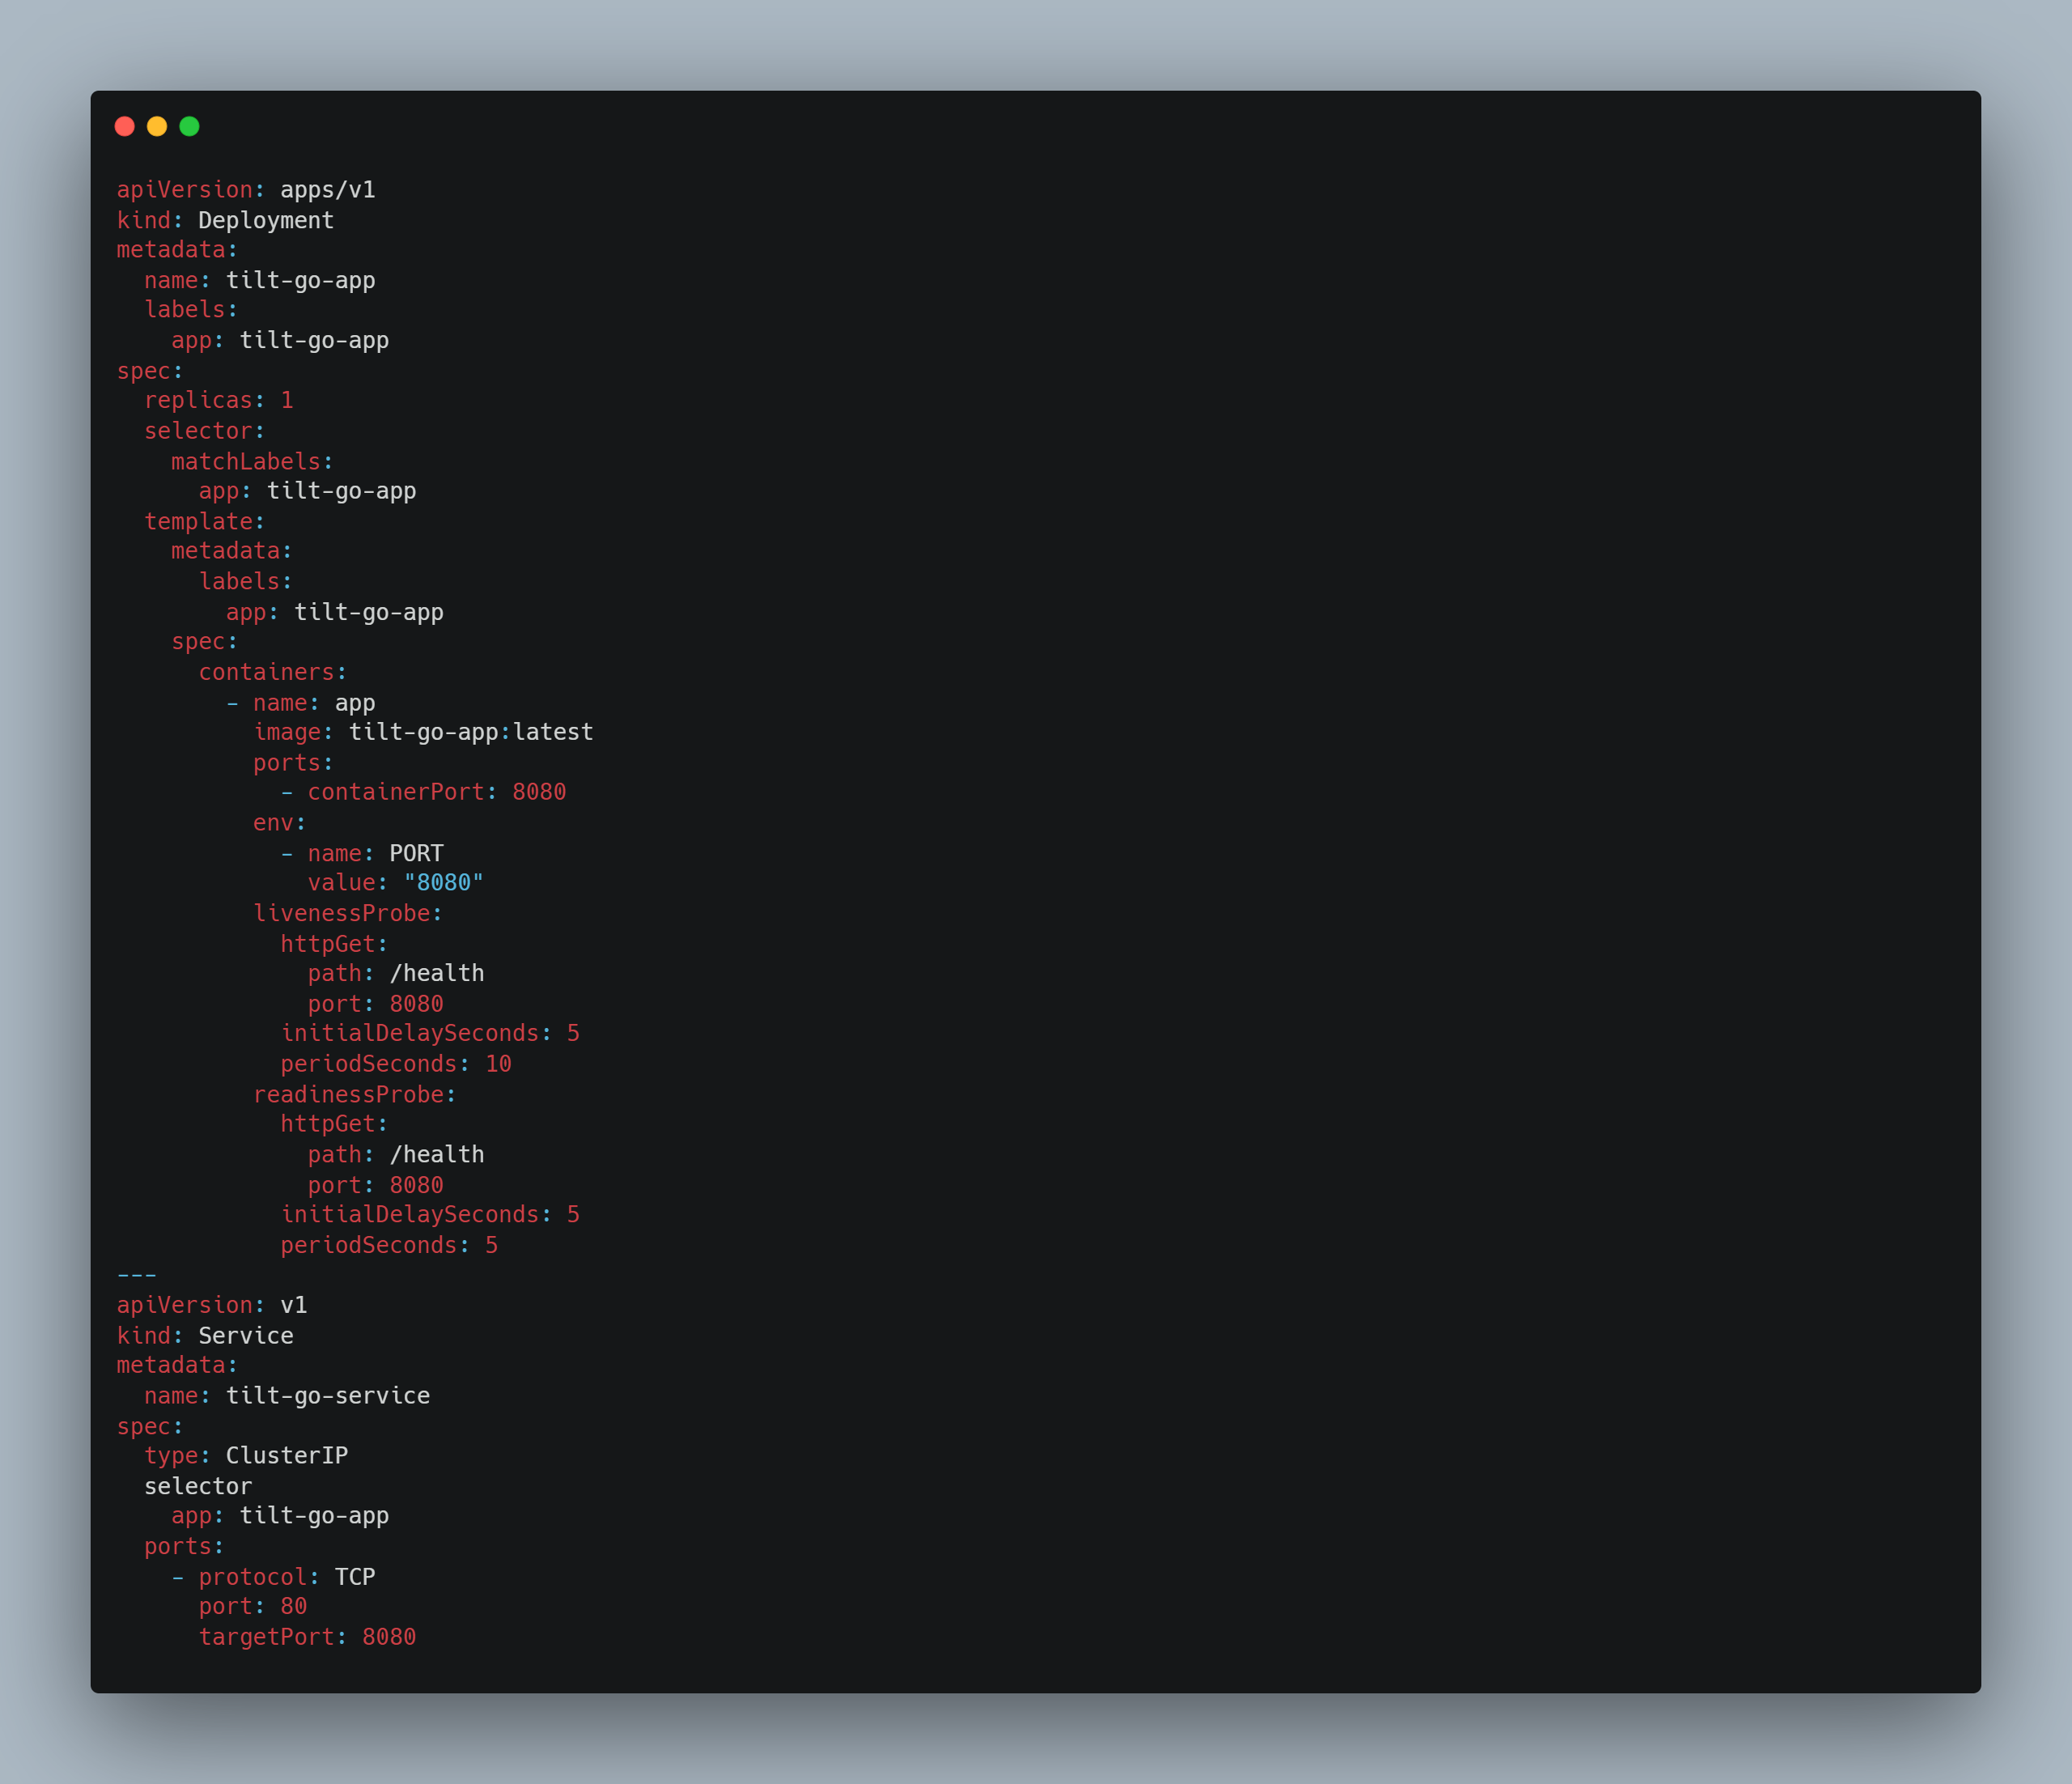 apiVersion: apps/v1
kind: Deployment
metadata:
  name: tilt-go-app
  labels:
    app: tilt-go-app
spec:
  replicas: 1
  selector:
    matchLabels:
      app: tilt-go-app
  template:
    metadata:
      labels:
        app: tilt-go-app
    spec:
      containers:
        - name: app
          image: tilt-go-app:latest
          ports:
            - containerPort: 8080
          env:
            - name: PORT
              value: "8080"
          livenessProbe:
            httpGet:
              path: /health
              port: 8080
            initialDelaySeconds: 5
            periodSeconds: 10
          readinessProbe:
            httpGet:
              path: /health
              port: 8080
            initialDelaySeconds: 5
            periodSeconds: 5
---
apiVersion: v1
kind: Service
metadata:
  name: tilt-go-service
spec:
  type: ClusterIP
  selector
    app: tilt-go-app
  ports:
    - protocol: TCP
      port: 80
      targetPort: 8080